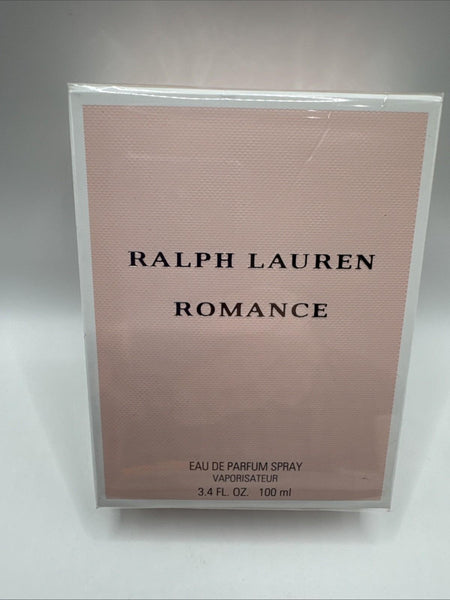 RALPH LAUREN
ROMANCE
EAU DE PARFUM SPRAY
VAPORISATEUR
3.4 FL. OZ. 100 ml